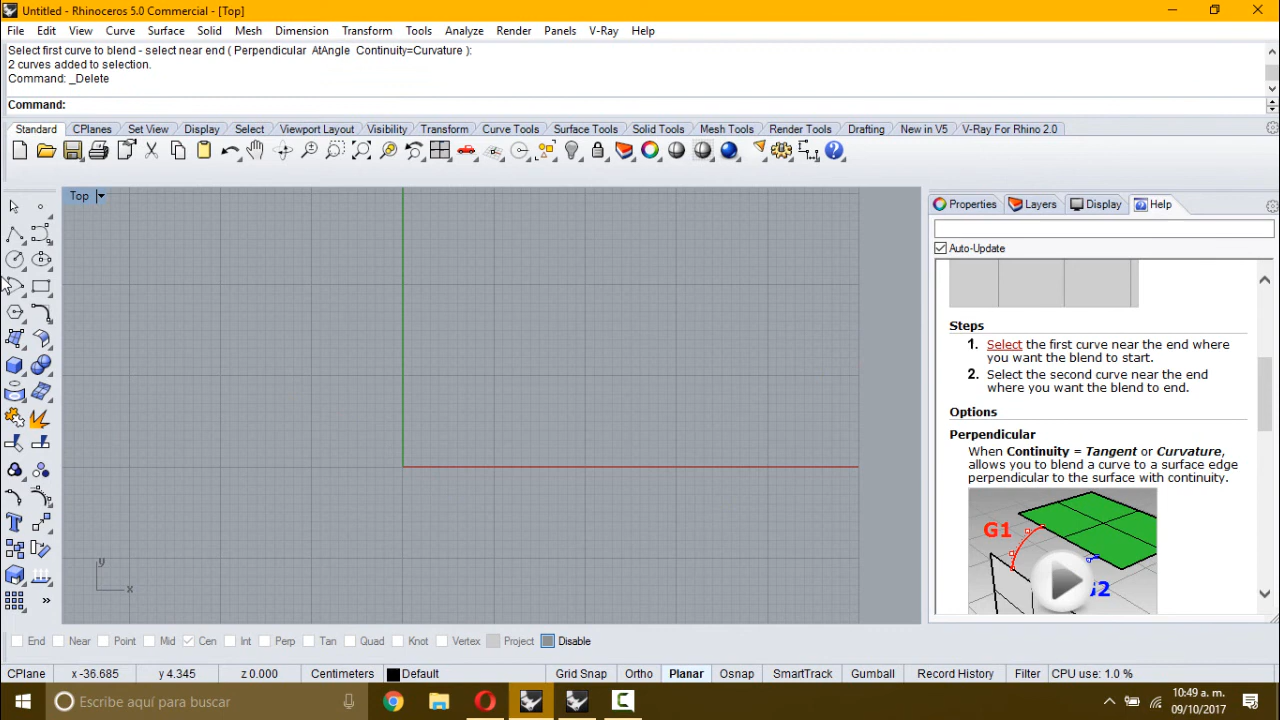 Untitled - Rhinoceros 5.0 Commercial - [Top]
File Edit View Curve Surface Solid Mesh Dimension Transform Tools Analyze Render Panels V-Ray Help
Select first curve to blend - select near end ( Perpendicular AtAngle Continuity=Curvature ):
2 curves added to selection.
Command: _Delete
Command:
Standard CPlanes Set View Display Select Viewport Layout Visibility Transform Curve Tools Surface Tools Solid Tools Mesh Tools Render Tools Drafting New in V5 V-Ray For Rhino 2.0
Top
Properties Layers Display Help
Auto-Update
Steps
1. Select the first curve near the end where
you want the blend to start.
2. Select the second curve near the end
where you want the blend to end.
Options
Perpendicular
When Continuity = Tangent or Curvature,
allows you to blend a curve to a surface edge
perpendicular to the surface with continuity.
G1
G2
y
x
End Near Point Mid Cen Int Perp Tan Quad Knot Vertex Project Disable
CPlane x -36.685 y 4.345 z 0.000 Centimeters Default Grid Snap Ortho Planar Osnap SmartTrack Gumball Record History Filter CPU use: 1.0 %
Escribe aquí para buscar
10:49 a. m.
09/10/2017